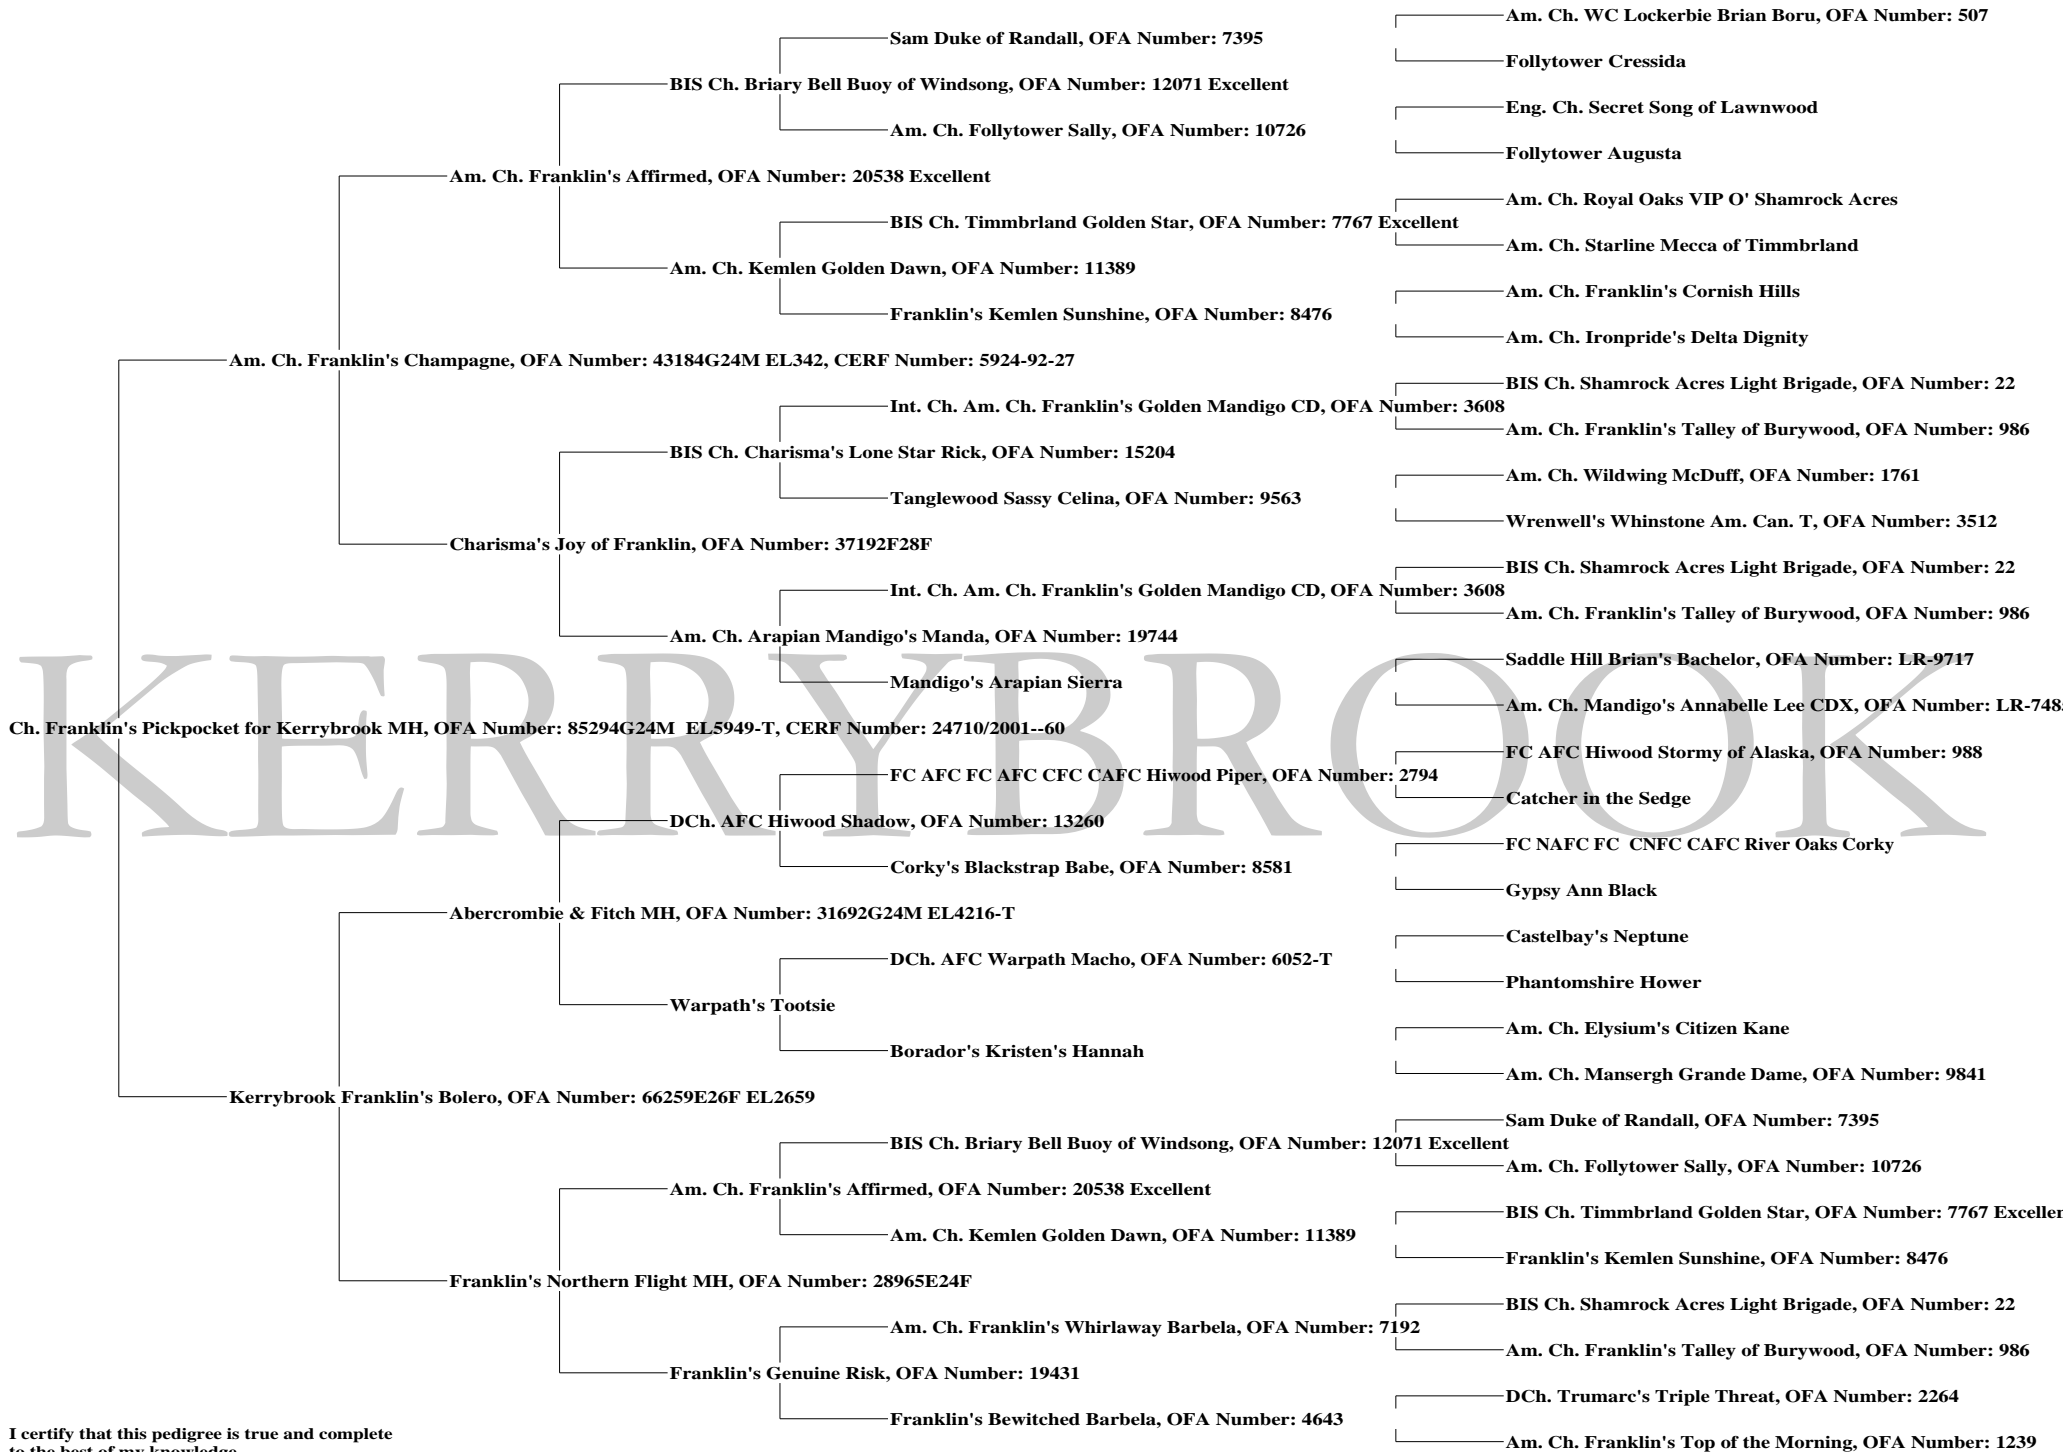 Am. Ch. WC Lockerbie Brian Boru, OFA Number: 507
Sam Duke of Randall, OFA Number: 7395
Follytower Cressida
BIS Ch. Briary Bell Buoy of Windsong, OFA Number: 12071 Excellent
Eng. Ch. Secret Song of Lawnwood
Am. Ch. Follytower Sally, OFA Number: 10726
Follytower Augusta
Am. Ch. Franklin's Affirmed, OFA Number: 20538 Excellent
Am. Ch. Royal Oaks VIP O' Shamrock Acres
BIS Ch. Timmbrland Golden Star, OFA Number: 7767 Excellent
Am. Ch. Starline Mecca of Timmbrland
Am. Ch. Kemlen Golden Dawn, OFA Number: 11389
Am. Ch. Franklin's Cornish Hills
Franklin's Kemlen Sunshine, OFA Number: 8476
Am. Ch. Ironpride's Delta Dignity
Am. Ch. Franklin's Champagne, OFA Number: 43184G24M EL342, CERF Number: 5924-92-27
BIS Ch. Shamrock Acres Light Brigade, OFA Number: 22
Int. Ch. Am. Ch. Franklin's Golden Mandigo CD, OFA Number: 3608
Am. Ch. Franklin's Talley of Burywood, OFA Number: 986
BIS Ch. Charisma's Lone Star Rick, OFA Number: 15204
Am. Ch. Wildwing McDuff, OFA Number: 1761
Tanglewood Sassy Celina, OFA Number: 9563
Wrenwell's Whinstone Am. Can. T, OFA Number: 3512
Charisma's Joy of Franklin, OFA Number: 37192F28F
BIS Ch. Shamrock Acres Light Brigade, OFA Number: 22
Int. Ch. Am. Ch. Franklin's Golden Mandigo CD, OFA Number: 3608
Am. Ch. Franklin's Talley of Burywood, OFA Number: 986
Am. Ch. Arapian Mandigo's Manda, OFA Number: 19744
Saddle Hill Brian's Bachelor, OFA Number: LR-9717
Mandigo's Arapian Sierra
Am. Ch. Mandigo's Annabelle Lee CDX, OFA Number: LR-748
Ch. Franklin's Pickpocket for Kerrybrook MH, OFA Number: 85294G24M EL5949-T, CERF Number: 24710/2001--60
KERRYBROOK
FC AFC Hiwood Stormy of Alaska, OFA Number: 988
FC AFC FC AFC CFC CAFC Hiwood Piper, OFA Number: 2794
Catcher in the Sedge
DCh. AFC Hiwood Shadow, OFA Number: 13260
FC NAFC FC CNFC CAFC River Oaks Corky
Corky's Blackstrap Babe, OFA Number: 8581
Gypsy Ann Black
Abercrombie & Fitch MH, OFA Number: 31692G24M EL4216-T
Castelbay's Neptune
DCh. AFC Warpath Macho, OFA Number: 6052-T
Phantomshire Hower
Warpath's Tootsie
Am. Ch. Elysium's Citizen Kane
Borador's Kristen's Hannah
Am. Ch. Mansergh Grande Dame, OFA Number: 9841
Kerrybrook Franklin's Bolero, OFA Number: 66259E26F EL2659
Sam Duke of Randall, OFA Number: 7395
BIS Ch. Briary Bell Buoy of Windsong, OFA Number: 12071 Excellent
Am. Ch. Follytower Sally, OFA Number: 10726
Am. Ch. Franklin's Affirmed, OFA Number: 20538 Excellent
BIS Ch. Timmbrland Golden Star, OFA Number: 7767 Excellen
Am. Ch. Kemlen Golden Dawn, OFA Number: 11389
Franklin's Kemlen Sunshine, OFA Number: 8476
Franklin's Northern Flight MH, OFA Number: 28965E24F
BIS Ch. Shamrock Acres Light Brigade, OFA Number: 22
Am. Ch. Franklin's Whirlaway Barbela, OFA Number: 7192
Am. Ch. Franklin's Talley of Burywood, OFA Number: 986
Franklin's Genuine Risk, OFA Number: 19431
DCh. Trumarc's Triple Threat, OFA Number: 2264
Franklin's Bewitched Barbela, OFA Number: 4643
Am. Ch. Franklin's Top of the Morning, OFA Number: 1239
I certify that this pedigree is true and complete
to the best of my knowledge